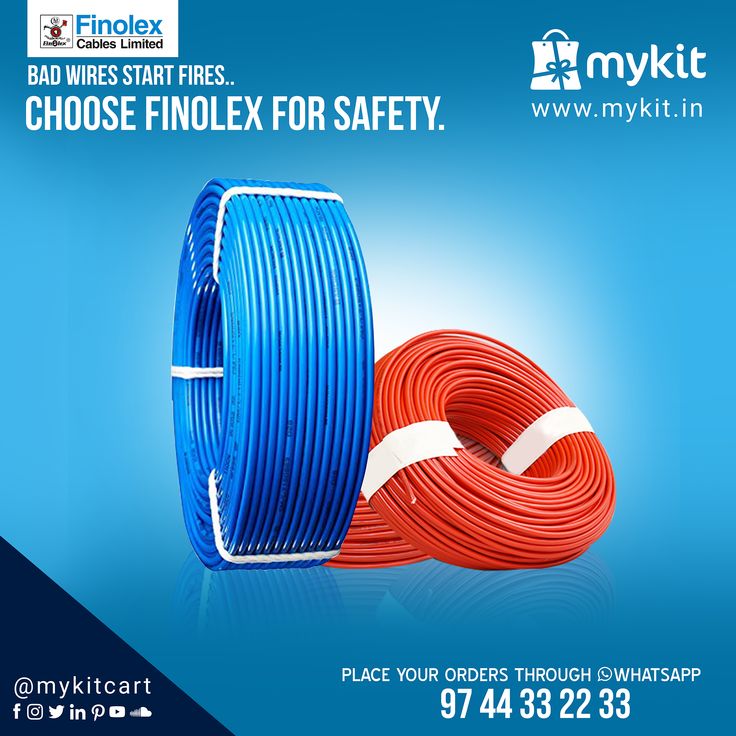 Finolex
Cables Limited
BAD WIRES START FIRES..
CHOOSE FINOLEX FOR SAFETY.
mykit
www.mykit.in
@mykitcart
PLACE YOUR ORDERS THROUGH WHATSAPP
97 44 33 22 33